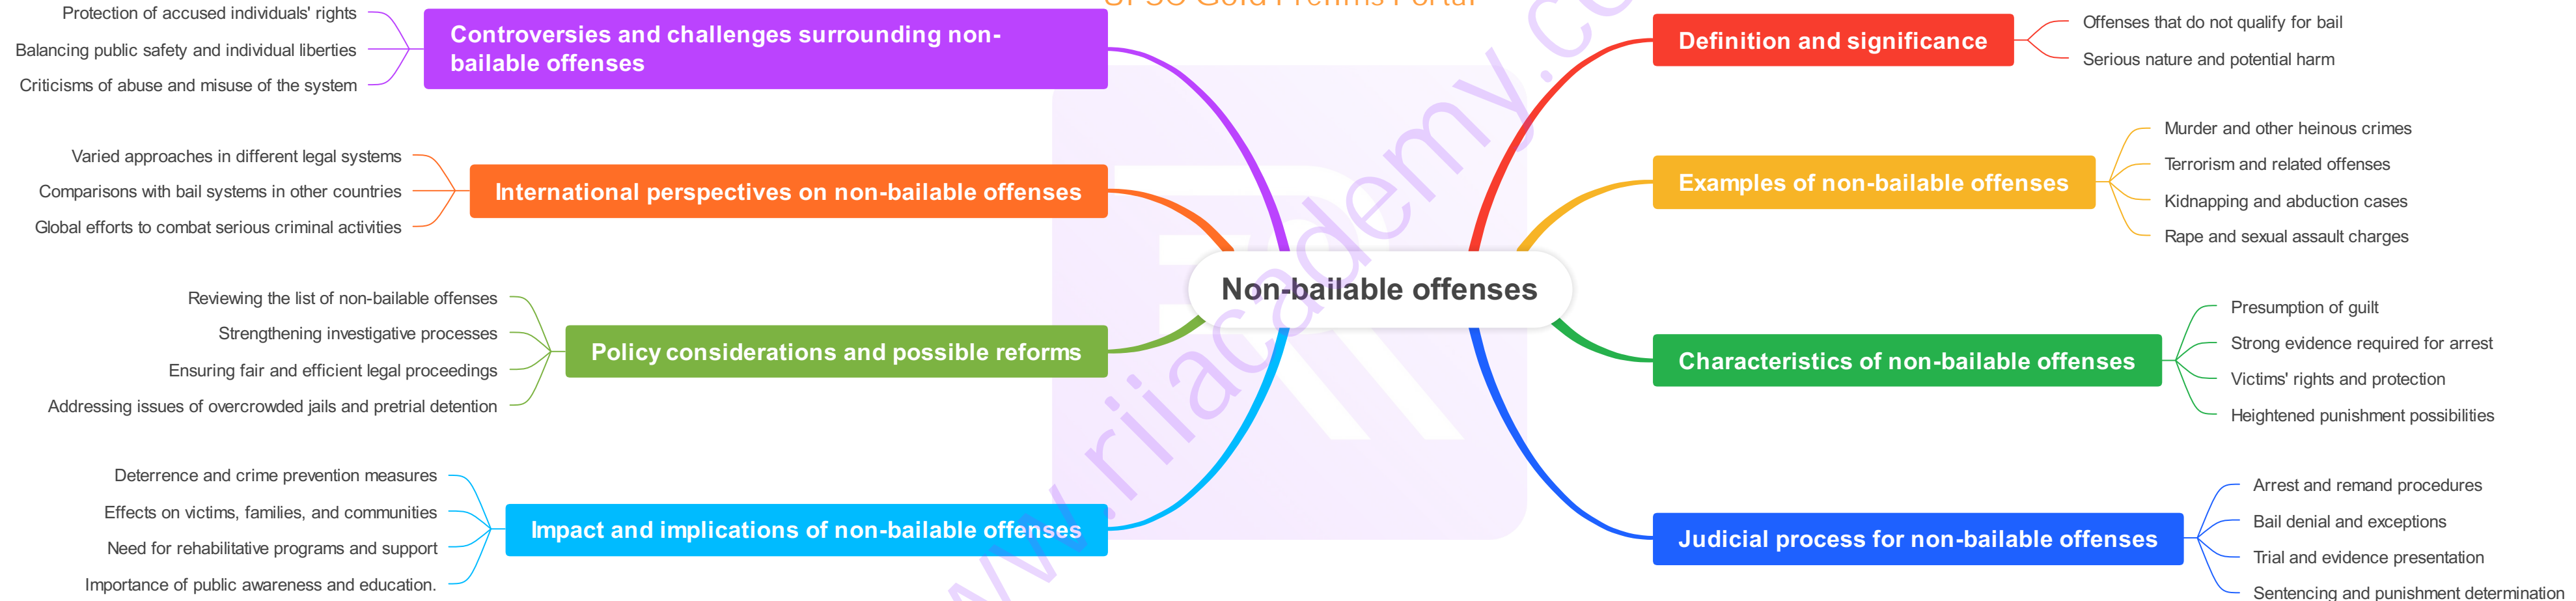 UPSC Gold Prelims Portal
Protection of accused individuals' rights
Balancing public safety and individual liberties
Criticisms of abuse and misuse of the system
Controversies and challenges surrounding non-
bailable offenses
Varied approaches in different legal systems
Comparisons with bail systems in other countries
Global efforts to combat serious criminal activities
International perspectives on non-bailable offenses
Reviewing the list of non-bailable offenses
Strengthening investigative processes
Ensuring fair and efficient legal proceedings
Addressing issues of overcrowded jails and pretrial detention
Policy considerations and possible reforms
Deterrence and crime prevention measures
Effects on victims, families, and communities
Need for rehabilitative programs and support
Importance of public awareness and education.
Impact and implications of non-bailable offenses
Non-bailable offenses
Definition and significance
Offenses that do not qualify for bail
Serious nature and potential harm
Examples of non-bailable offenses
Murder and other heinous crimes
Terrorism and related offenses
Kidnapping and abduction cases
Rape and sexual assault charges
Characteristics of non-bailable offenses
Presumption of guilt
Strong evidence required for arrest
Victims' rights and protection
Heightened punishment possibilities
Judicial process for non-bailable offenses
Arrest and remand procedures
Bail denial and exceptions
Trial and evidence presentation
Sentencing and punishment determination